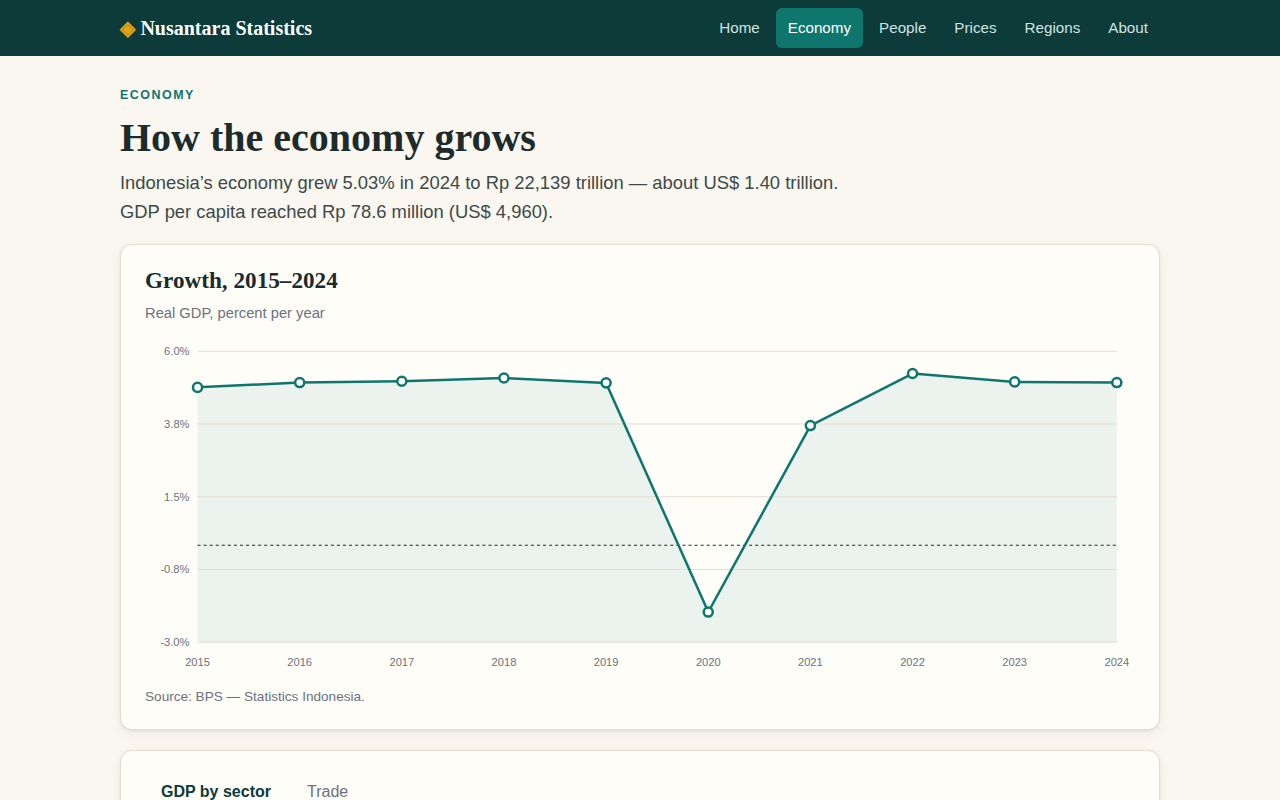 ◈ Nusantara Statistics
Home Economy People Prices Regions About
ECONOMY
How the economy grows
Indonesia’s economy grew 5.03% in 2024 to Rp 22,139 trillion — about US$ 1.40 trillion.
GDP per capita reached Rp 78.6 million (US$ 4,960).
Growth, 2015–2024
Real GDP, percent per year
6.0%
3.8%
1.5%
-0.8%
-3.0%
2015 2016 2017 2018 2019 2020 2021 2022 2023 2024
Source: BPS — Statistics Indonesia.
GDP by sector Trade